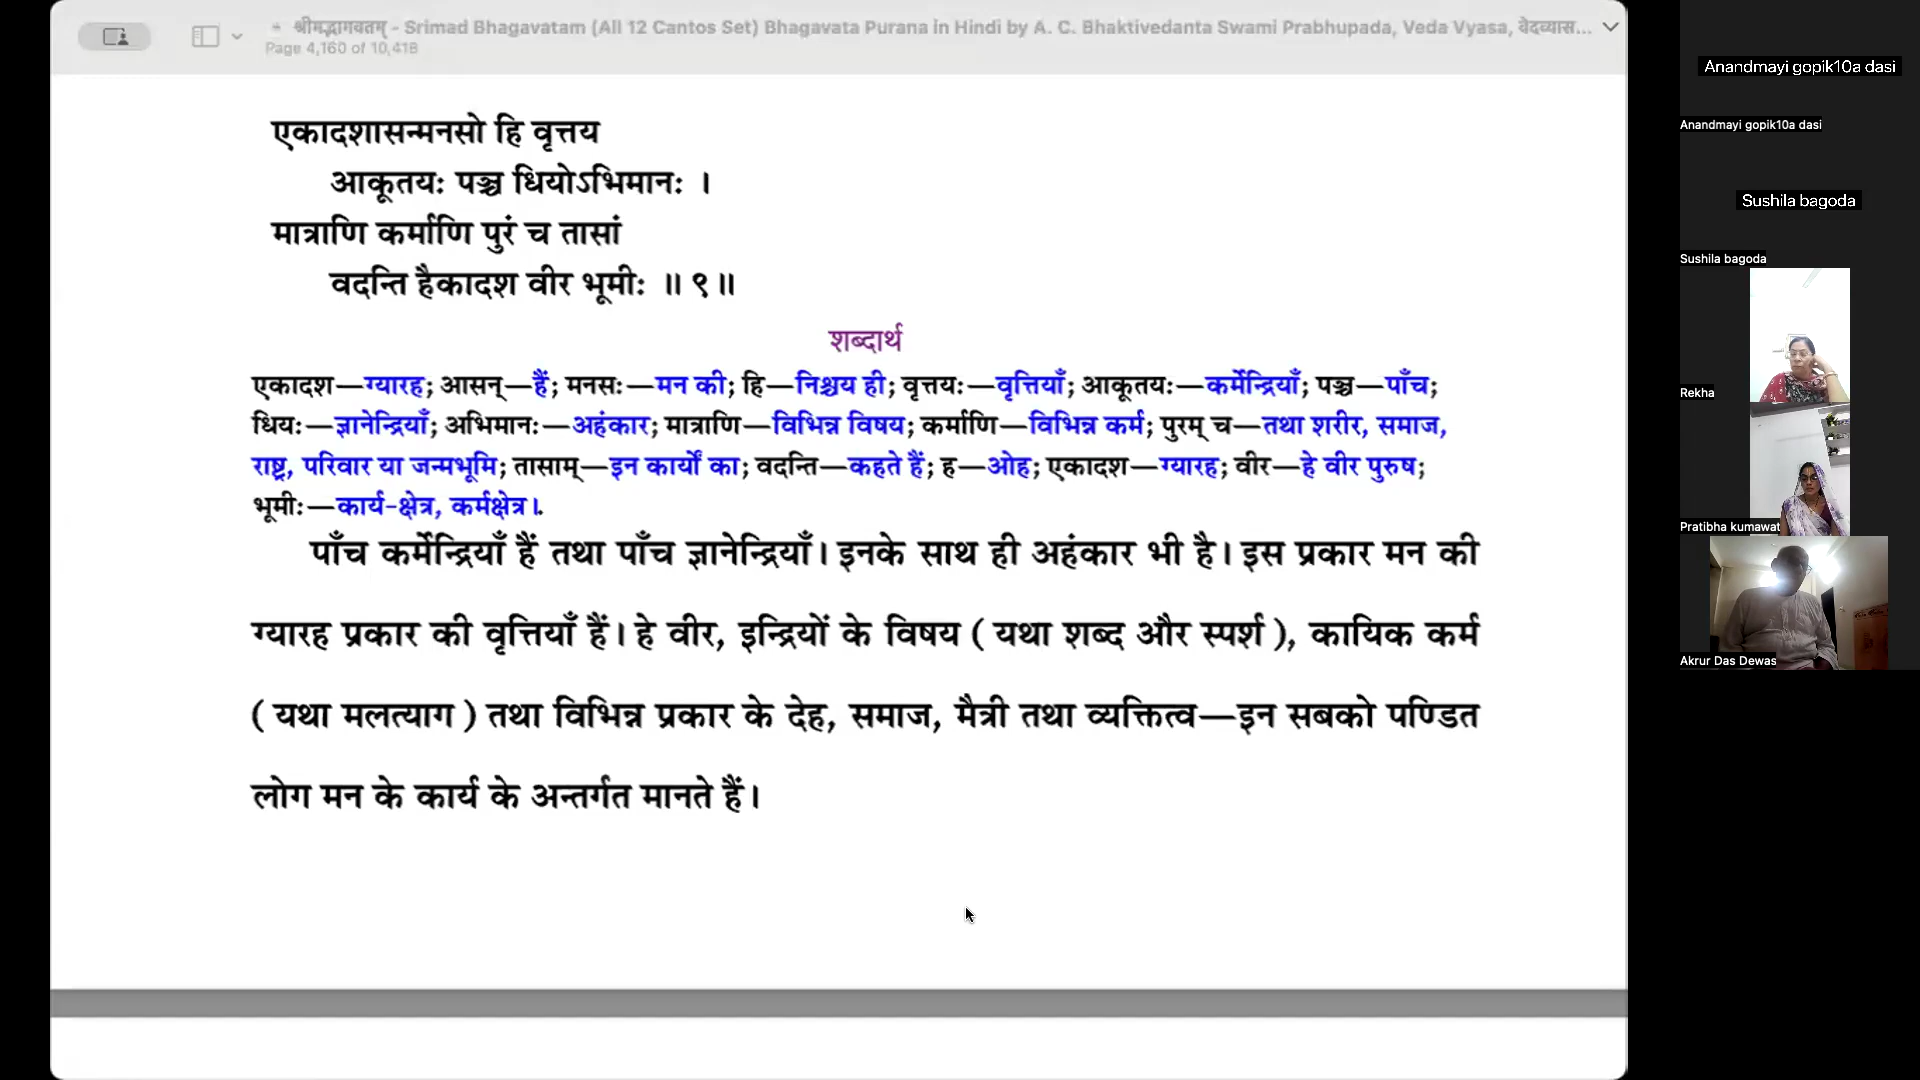 श्रीमद्भागवतम् - Srimad Bhagavatam (All 12 Cantos Set) Bhagavata Purana in Hindi by A. C. Bhaktivedanta Swami Prabhupada, Veda Vyasa, वेदव्यास...
Page 4,160 of 10,418
एकादशासन्मनसो हि वृत्तय
आकूतयः पञ्च धियोऽभिमानः ।
मात्राणि कर्माणि पुरं च तासां
वदन्ति हैकादश वीर भूमीः ॥ ९॥
शब्दार्थ
एकादश—ग्यारह; आसन्—हैं; मनसः—मन की; हि—निश्चय ही; वृत्तयः—वृत्तियाँ; आकूतयः—कर्मेन्द्रियाँ; पञ्च—पाँच;
धियः—ज्ञानेन्द्रियाँ; अभिमानः—अहंकार; मात्राणि—विभिन्न विषय; कर्माणि—विभिन्न कर्म; पुरम् च—तथा शरीर, समाज,
राष्ट्र, परिवार या जन्मभूमि; तासाम्—इन कार्यों का; वदन्ति—कहते हैं; ह—ओह; एकादश—ग्यारह; वीर—हे वीर पुरुष;
भूमीः—कार्य-क्षेत्र, कर्मक्षेत्र।.
पाँच कर्मेन्द्रियाँ हैं तथा पाँच ज्ञानेन्द्रियाँ। इनके साथ ही अहंकार भी है। इस प्रकार मन की
ग्यारह प्रकार की वृत्तियाँ हैं। हे वीर, इन्द्रियों के विषय ( यथा शब्द और स्पर्श ), कायिक कर्म
( यथा मलत्याग ) तथा विभिन्न प्रकार के देह, समाज, मैत्री तथा व्यक्तित्व—इन सबको पण्डित
लोग मन के कार्य के अन्तर्गत मानते हैं।
Anandmayi gopik10a dasi
Anandmayi gopik10a dasi
Sushila bagoda
Sushila bagoda
Rekha
Pratibha kumawat
Akrur Das Dewas